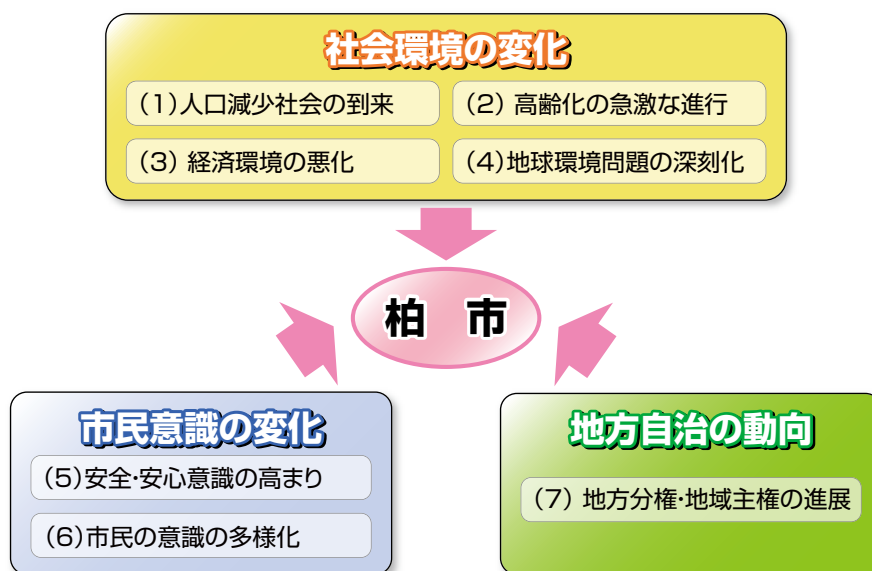 社会環境の変化
(1)人口減少社会の到来
(2) 高齢化の急激な進行
(3) 経済環境の悪化
(4)地球環境問題の深刻化
柏 市
市民意識の変化
(5)安全・安心意識の高まり
(6)市民の意識の多様化
地方自治の動向
(7) 地方分権・地域主権の進展